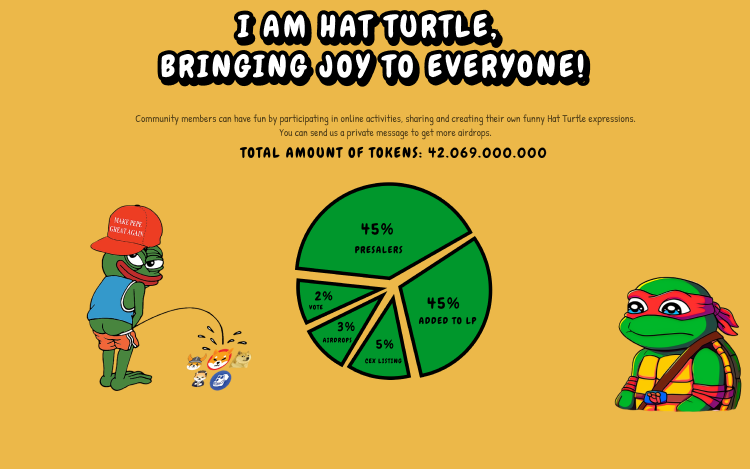 I AM HAT TURTLE,
BRINGING JOY TO EVERYONE!
Community members can have fun by participating in online activities, sharing and creating their own funny Hat Turtle expressions.
You can send us a private message to get more airdrops.
TOTAL AMOUNT OF TOKENS: 42.069.000.000
MAKE PEPE
GREAT AGAIN
45%
PRESALERS
45%
ADDED TO LP
2%
VOTE
3%
AIRDROPS
5%
CEX LISTING